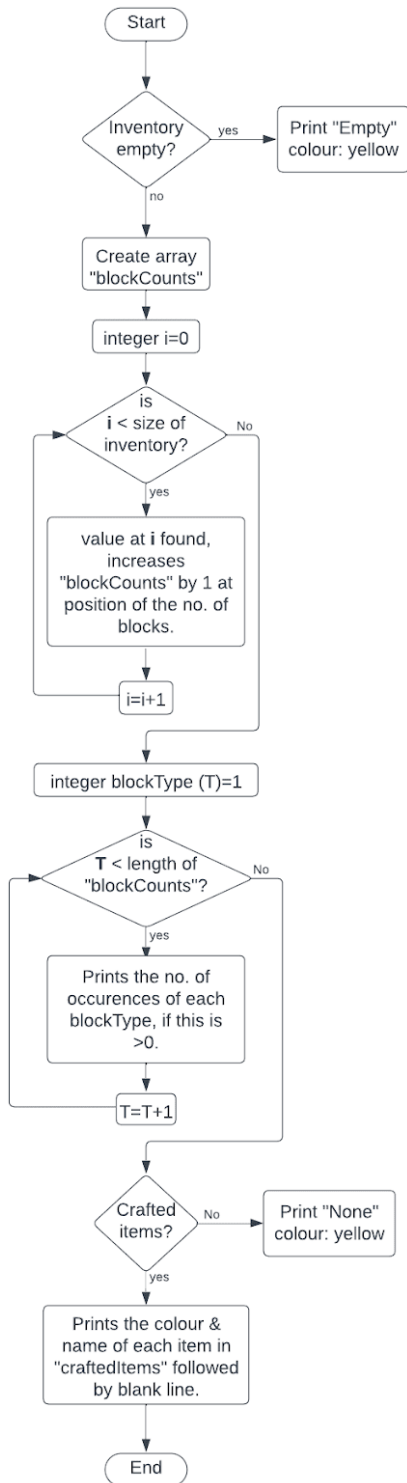 Start
Inventory
empty?
yes
Print "Empty"
colour: yellow
no
Create array
"blockCounts"
integer i=0
is
i < size of
inventory?
No
yes
value at i found,
increases
"blockCounts" by 1 at
position of the no. of
blocks.
i=i+1
integer blockType (T)=1
is
T < length of
"blockCounts"?
No
yes
Prints the no. of
occurences of each
blockType, if this is
>0.
T=T+1
Crafted
items?
No
Print "None"
colour: yellow
yes
Prints the colour &
name of each item in
"craftedItems" followed
by blank line.
End